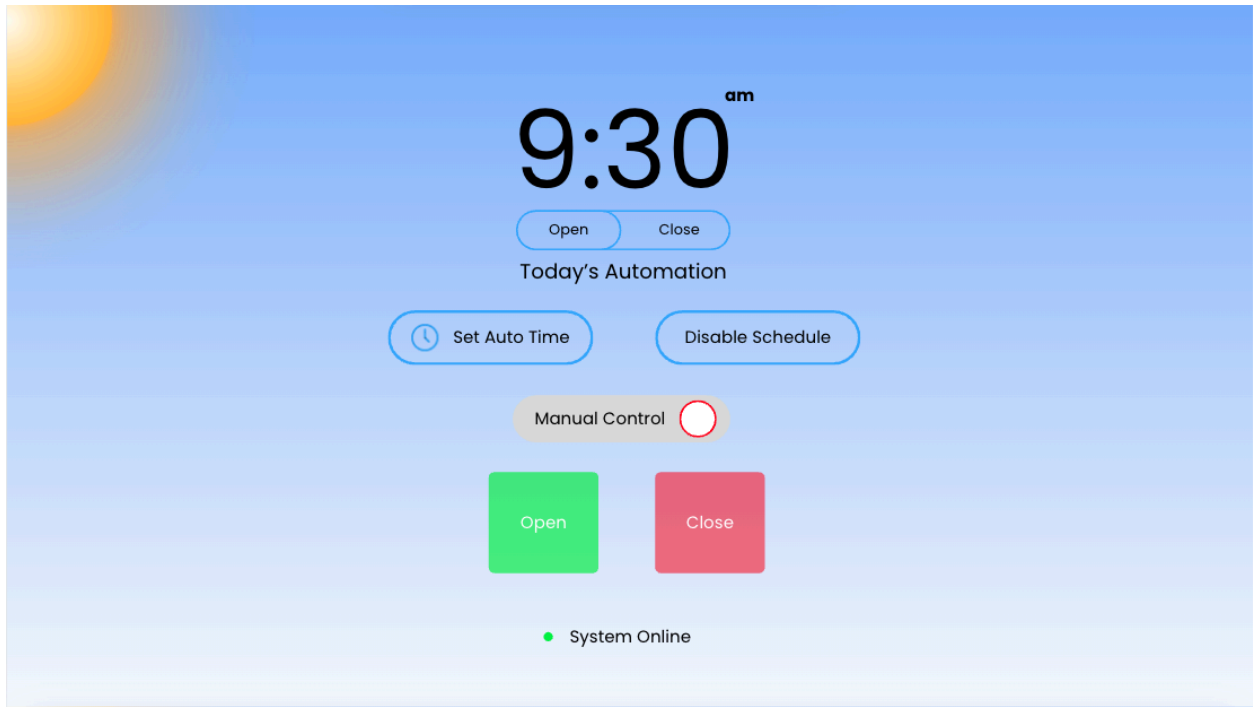 am
9:30
Open Close
Today's Automation
Set Auto Time Disable Schedule
Manual Control
Open Close
System Online